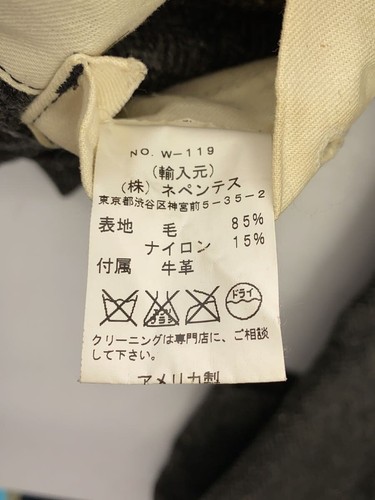 NO. W-119
(輸入元)
(株) ネペンテス
東京都渋谷区神宮前5-35-2
表地 毛 85%
ナイロン 15%
付属 牛革
ドライ
クリーニングは専門店に、ご相談
して下さい。
アメリカ製